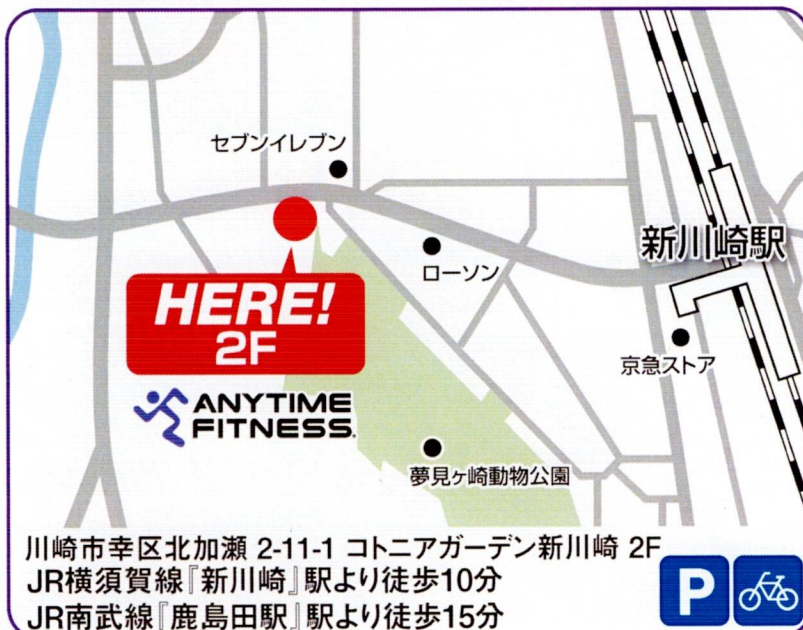 セブンイレブン
新川崎駅
ローソン
HERE!
2F
京急ストア
ANYTIME
FITNESS.
夢見ヶ崎動物公園
川崎市幸区北加瀬 2-11-1 コトニアガーデン新川崎 2F
JR横須賀線『新川崎』駅より徒歩10分
JR南武線『鹿島田駅』駅より徒歩15分
P